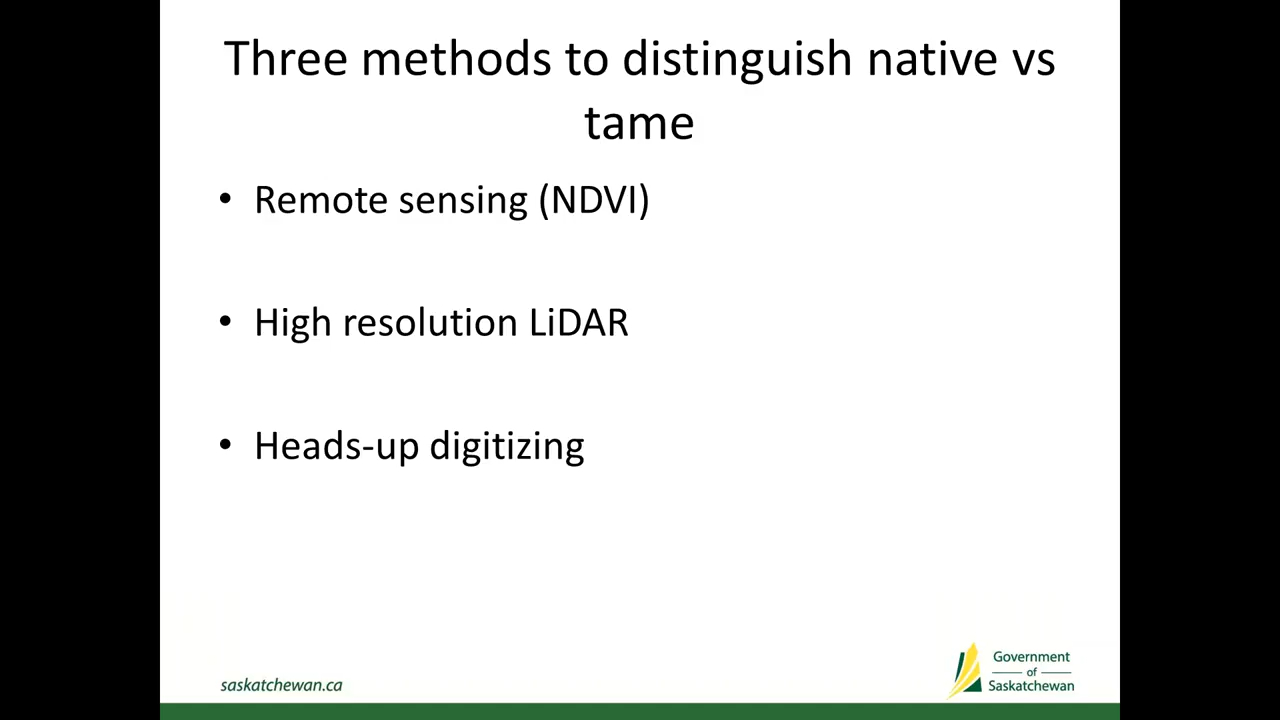 Three methods to distinguish native vs
tame
• Remote sensing (NDVI)
• High resolution LiDAR
• Heads-up digitizing
saskatchewan.ca
Government
of
Saskatchewan